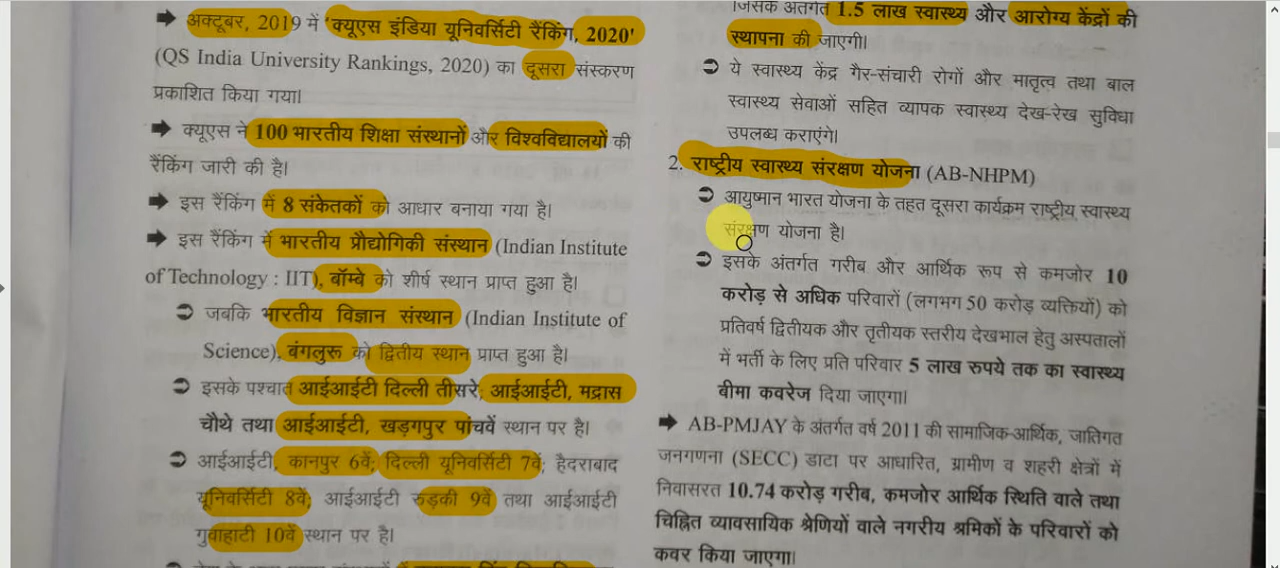 ➡ अक्टूबर, 2019 में 'क्यूएस इंडिया यूनिवर्सिटी रैंकिंग, 2020'
(QS India University Rankings, 2020) का दूसरा संस्करण
प्रकाशित किया गया।
➡ क्यूएस ने 100 भारतीय शिक्षा संस्थानों और विश्वविद्यालयों की
रैंकिंग जारी की है।
➡ इस रैंकिंग में 8 संकेतकों को आधार बनाया गया है।
➡ इस रैंकिंग में भारतीय प्रौद्योगिकी संस्थान (Indian Institute
of Technology : IIT), बॉम्बे को शीर्ष स्थान प्राप्त हुआ है।
➲ जबकि भारतीय विज्ञान संस्थान (Indian Institute of
Science), बंगलुरू को द्वितीय स्थान प्राप्त हुआ है।
➲ इसके पश्चात आईआईटी दिल्ली तीसरे, आईआईटी, मद्रास
चौथे तथा आईआईटी, खड़गपुर पांचवें स्थान पर है।
➲ आईआईटी, कानपुर 6वें; दिल्ली यूनिवर्सिटी 7वें; हैदराबाद
यूनिवर्सिटी 8वें; आईआईटी रुड़की 9वें तथा आईआईटी
गुवाहाटी 10वें स्थान पर है।
जिसके अंतर्गत 1.5 लाख स्वास्थ्य और आरोग्य केंद्रों की
स्थापना की जाएगी।
➲ ये स्वास्थ्य केंद्र गैर-संचारी रोगों और मातृत्व तथा बाल
स्वास्थ्य सेवाओं सहित व्यापक स्वास्थ्य देख-रेख सुविधा
उपलब्ध कराएंगे।
2. राष्ट्रीय स्वास्थ्य संरक्षण योजना (AB-NHPM)
➲ आयुष्मान भारत योजना के तहत दूसरा कार्यक्रम राष्ट्रीय स्वास्थ्य
संरक्षण योजना है।
➲ इसके अंतर्गत गरीब और आर्थिक रूप से कमजोर 10
करोड़ से अधिक परिवारों (लगभग 50 करोड़ व्यक्तियों) को
प्रतिवर्ष द्वितीयक और तृतीयक स्तरीय देखभाल हेतु अस्पतालों
में भर्ती के लिए प्रति परिवार 5 लाख रुपये तक का स्वास्थ्य
बीमा कवरेज दिया जाएगा।
➡ AB-PMJAY के अंतर्गत वर्ष 2011 की सामाजिक-आर्थिक, जातिगत
जनगणना (SECC) डाटा पर आधारित, ग्रामीण व शहरी क्षेत्रों में
निवासरत 10.74 करोड़ गरीब, कमजोर आर्थिक स्थिति वाले तथा
चिह्नित व्यावसायिक श्रेणियों वाले नगरीय श्रमिकों के परिवारों को
कवर किया जाएगा।